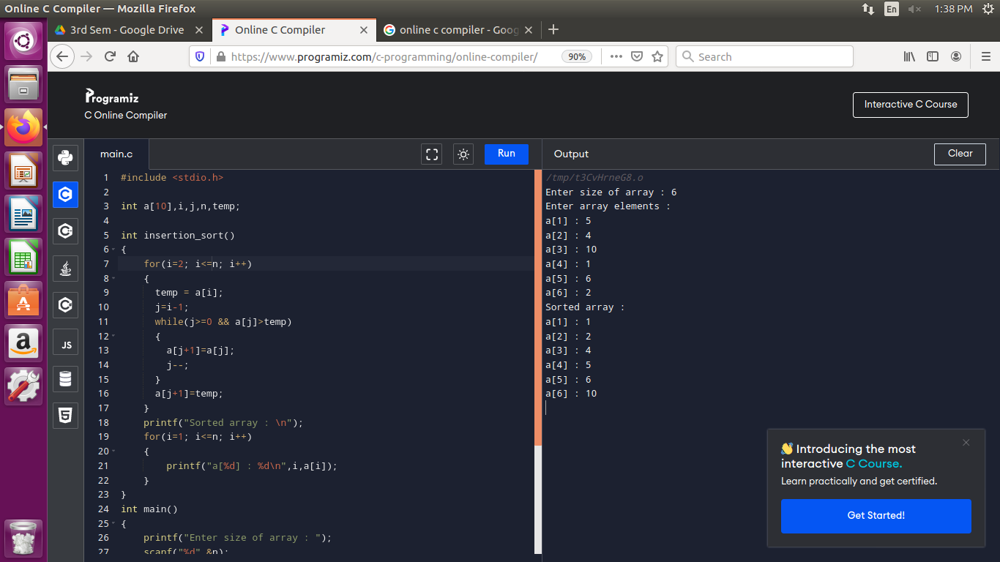 Online C Compiler — Mozilla Firefox
En
1:38 PM
3rd Sem - Google Drive
Online C Compiler
online c compiler - Goog
https://www.programiz.com/c-programming/online-compiler/
90%
Search
Programiz
C Online Compiler
Interactive C Course
main.c
Run
Output
Clear
JS
1 #include <stdio.h>
2
3 int a[10],i,j,n,temp;
4
5 int insertion_sort()
6 {
7     for(i=2; i<=n; i++)
8     {
9       temp = a[i];
10       j=i-1;
11       while(j>=0 && a[j]>temp)
12       {
13         a[j+1]=a[j];
14         j--;
15       }
16       a[j+1]=temp;
17     }
18     printf("Sorted array : \n");
19     for(i=1; i<=n; i++)
20     {
21         printf("a[%d] : %d\n",i,a[i]);
22     }
23 }
24 int main()
25 {
26     printf("Enter size of array : ");
27     scanf("%d" &n);
/tmp/t3CvHrneG8.o
Enter size of array : 6
Enter array elements :
a[1] : 5
a[2] : 4
a[3] : 10
a[4] : 1
a[5] : 6
a[6] : 2
Sorted array :
a[1] : 1
a[2] : 2
a[3] : 4
a[4] : 5
a[5] : 6
a[6] : 10
👋 Introducing the most
interactive C Course.
Learn practically and get certified.
Get Started!